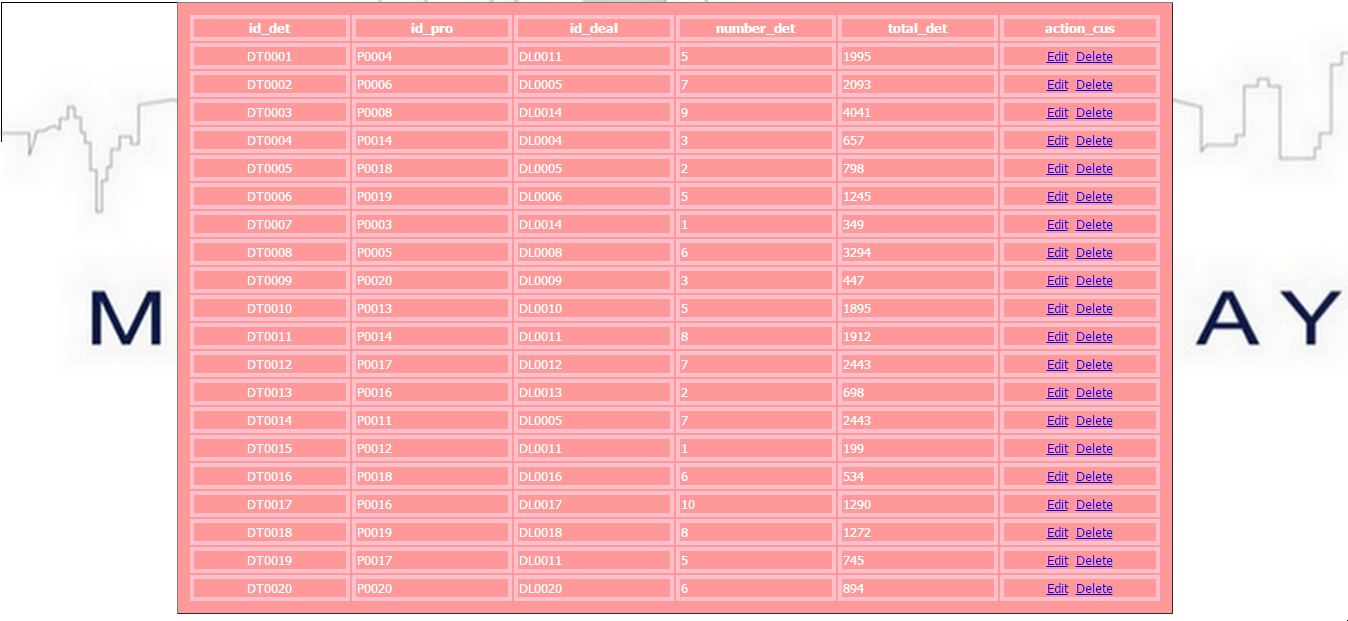 id_det id_pro id_deal number_det total_det action_cus
DT0001 P0004 DL0011 5 1995 Edit Delete
DT0002 P0006 DL0005 7 2093 Edit Delete
DT0003 P0008 DL0014 9 4041 Edit Delete
DT0004 P0014 DL0004 3 657 Edit Delete
DT0005 P0018 DL0005 2 798 Edit Delete
DT0006 P0019 DL0006 5 1245 Edit Delete
DT0007 P0003 DL0014 1 349 Edit Delete
DT0008 P0005 DL0008 6 3294 Edit Delete
DT0009 P0020 DL0009 3 447 Edit Delete
DT0010 P0013 DL0010 5 1895 Edit Delete
M AY
DT0011 P0014 DL0011 8 1912 Edit Delete
DT0012 P0017 DL0012 7 2443 Edit Delete
DT0013 P0016 DL0013 2 698 Edit Delete
DT0014 P0011 DL0005 7 2443 Edit Delete
DT0015 P0012 DL0011 1 199 Edit Delete
DT0016 P0018 DL0016 6 534 Edit Delete
DT0017 P0016 DL0017 10 1290 Edit Delete
DT0018 P0019 DL0018 8 1272 Edit Delete
DT0019 P0017 DL0011 5 745 Edit Delete
DT0020 P0020 DL0020 6 894 Edit Delete